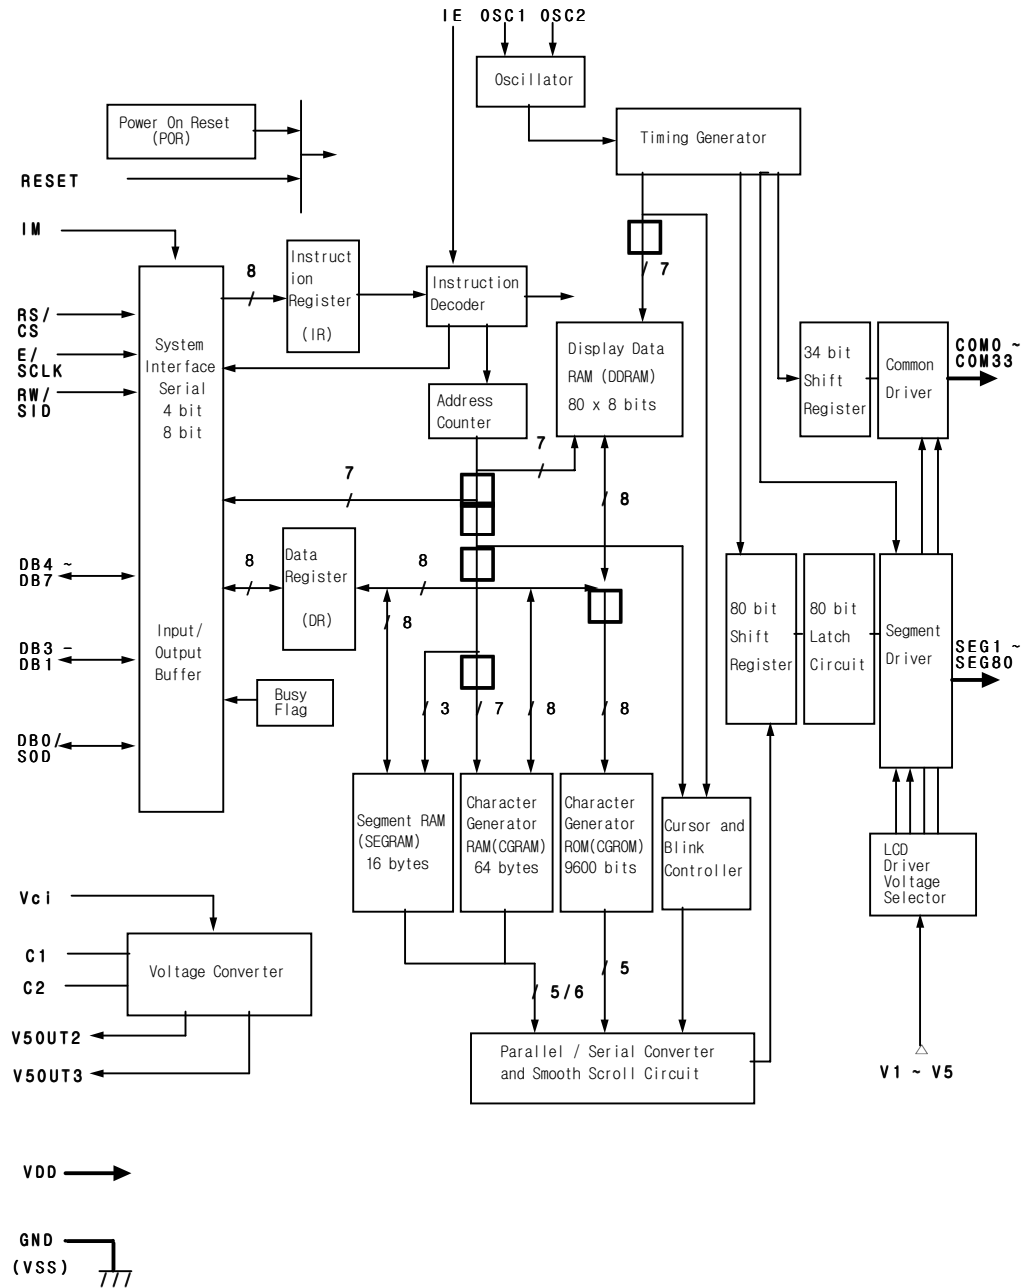 IE OSC1 OSC2
Oscillator
Power On Reset
(POR)
Timing Generator
RESET
IM
8
Instruct
ion
Register
(IR)
Instruction
Decoder
7
RS/
CS
E/
SCLK
RW/
SID
System
Interface
Serial
4 bit
8 bit
Display Data
RAM (DDRAM)
80 x 8 bits
34 bit
Shift
Register
Common
Driver
COM0 ~
COM33
Address
Counter
7
7
8
DB4 ~
DB7
8
Data
Register
(DR)
8
8
80 bit
Shift
Register
80 bit
Latch
Circuit
Segment
Driver
SEG1 ~
SEG80
Input/
Output
Buffer
DB3 -
DB1
Busy
Flag
3
7
8
8
DB0/
SOD
Segment RAM
(SEGRAM)
16 bytes
Character
Generator
RAM(CGRAM)
64 bytes
Character
Generator
ROM(CGROM)
9600 bits
Cursor and
Blink
Controller
LCD
Driver
Voltage
Selector
Vci
C1
C2
Voltage Converter
5
5/6
V5OUT2
V5OUT3
Parallel / Serial Converter
and Smooth Scroll Circuit
V1 ~ V5
VDD
GND
(VSS)